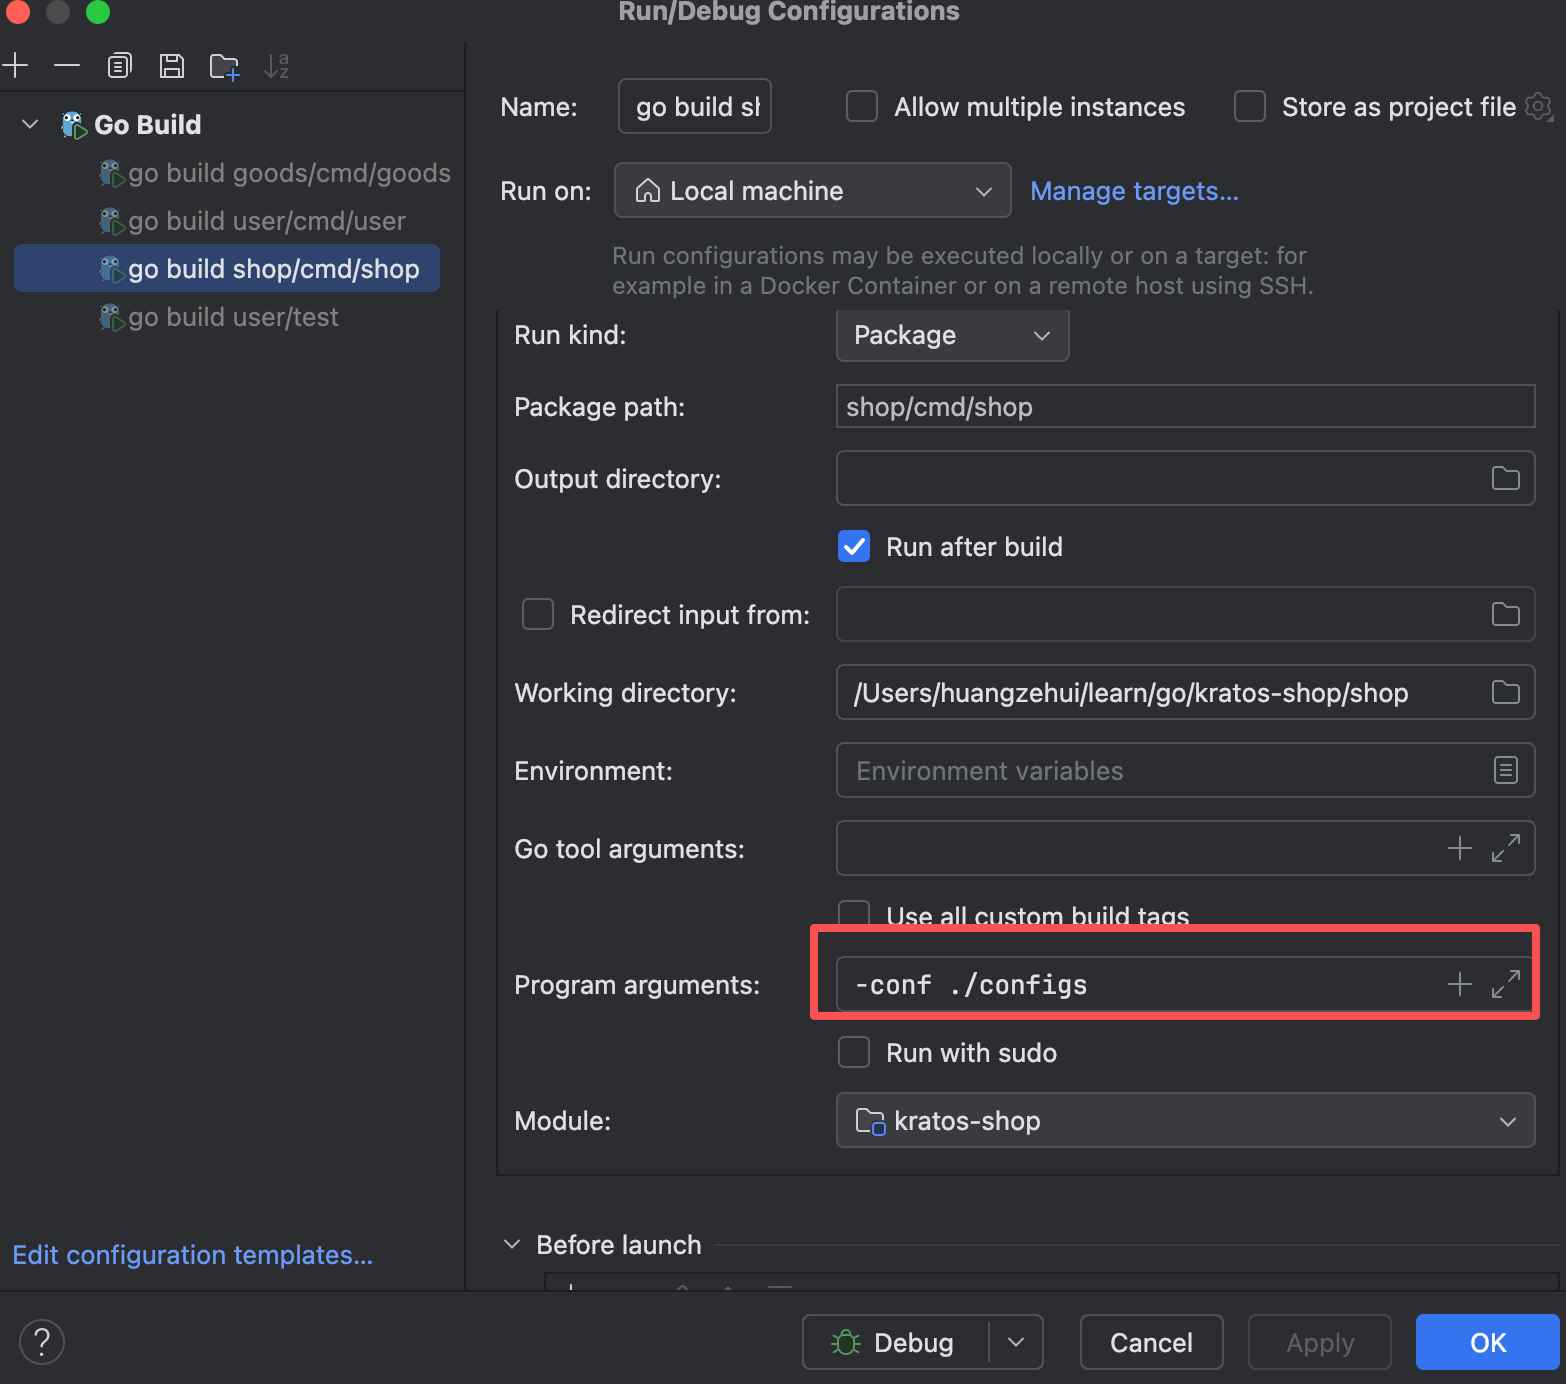 Run/Debug Configurations
Go Build
go build goods/cmd/goods
go build user/cmd/user
go build shop/cmd/shop
go build user/test
Edit configuration templates...
Name:
go build sh
Allow multiple instances
Store as project file
Run on:
Local machine
Manage targets...
Run configurations may be executed locally or on a target: for
example in a Docker Container or on a remote host using SSH.
Run kind:
Package
Package path:
shop/cmd/shop
Output directory:
Run after build
Redirect input from:
Working directory:
/Users/huangzehui/learn/go/kratos-shop/shop
Environment:
Environment variables
Go tool arguments:
Use all custom build tags
Program arguments:
-conf ./configs
Run with sudo
Module:
kratos-shop
Before launch
?
Debug
Cancel
Apply
OK